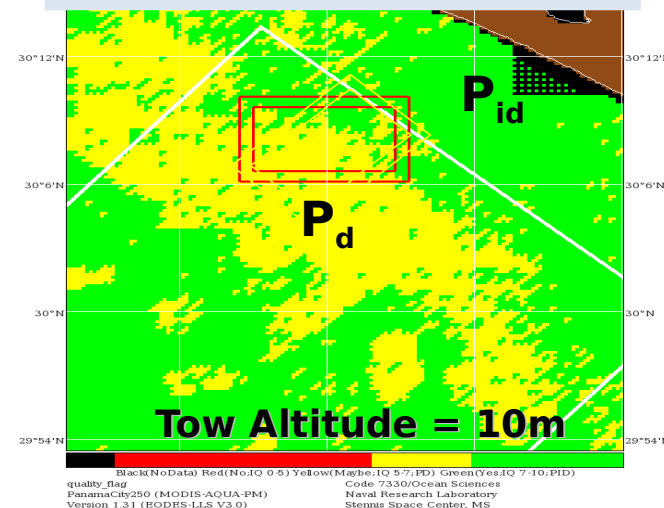 30°12'N 30°12'N
P id
30°6'N 30°6'N
P d
30°N 30°N
Tow Altitude = 10m
29°54'N 29°54'N
Black(NoData) Red(No;IQ 0-5) Yellow(Maybe;IQ 5-7;PD) Green(Yes;IQ 7-10;PID)
quality_flag Code 7330/Ocean Sciences
PanamaCity250 (MODIS-AQUA-PM) Naval Research Laboratory
Version 1.31 (EODES-LLS V3.0) Stennis Space Center, MS